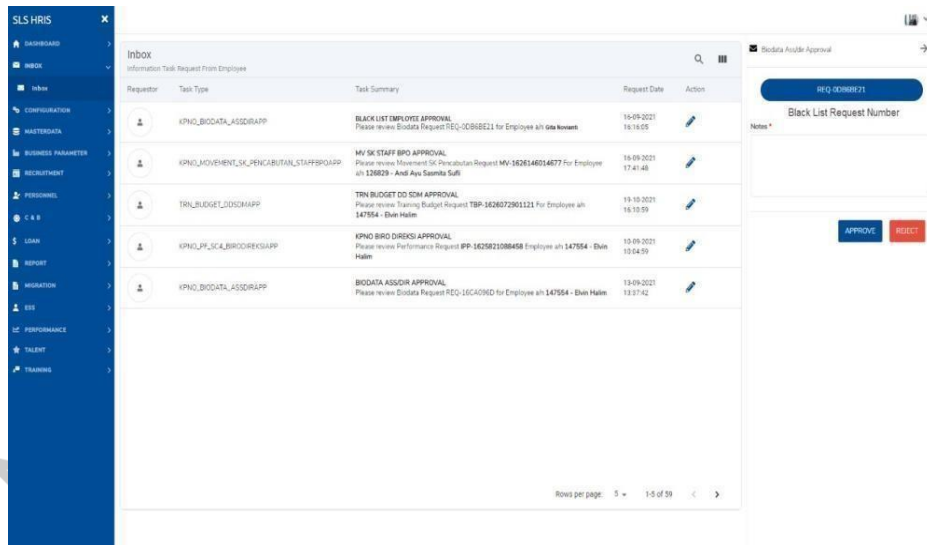 SLS HRIS
×
DASHBOARD
INBOX
Inbox
CONFIGURATION
MASTERDATA
BUSINESS PARAMETER
RECRUITMENT
PERSONNEL
C & B
LOAN
REPORT
MIGRATION
ESS
PERFORMANCE
TALENT
TRAINING
Inbox
Information Task Request From Employee
Requestor Task Type Task Summary Request Date Action
KPNO_BIODATA_ASSDIRAPP
BLACK LIST EMPLOYEE APPROVAL
Please review Biodata Request REQ-0DB6BE21 for Employee a/n Gita Novianti
16-09-2021
16:16:05
KPNO_MOVEMENT_SK_PENCABUTAN_STAFFBPOAPP
MV SK STAFF BPO APPROVAL
Please review Movement SK Pencabutan Request MV-1626146014677 For Employee
a/n 126829 - Andi Ayu Sasmita Sufli
16-09-2021
17:41:48
TRN_BUDGET_DDSDMAPP
TRN BUDGET DD SDM APPROVAL
Please review Training Budget Request TBP-1626072901121 For Employee a/n
147554 - Elvin Halim
19-10-2021
16:10:59
KPNO_PF_SC4_BIRODIREKSIAPP
KPNO BIRO DIREKSI APPROVAL
Please review Performance Request IPP-1625821088458 Employee a/n 147554 - Elvin
Halim
10-09-2021
10:04:59
KPNO_BIODATA_ASSDIRAPP
BIODATA ASS/DIR APPROVAL
Please review Biodata Request REQ-16CA096D for Employee a/n 147554 - Elvin Halim
13-09-2021
13:37:42
Rows per page: 5 1-5 of 59
Biodata Ass/dir Approval
REQ-0DB6BE21
Black List Request Number
Notes *
APPROVE REJECT